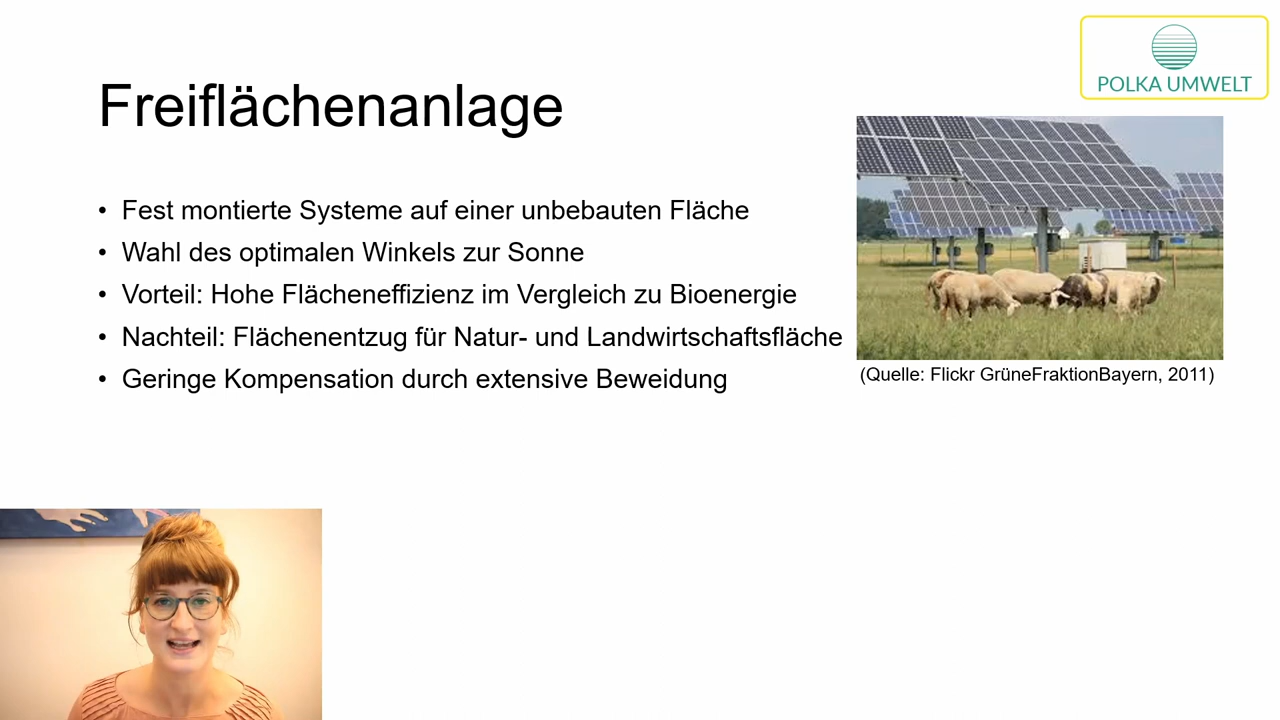 POLKA UMWELT
Freiflächenanlage
• Fest montierte Systeme auf einer unbebauten Fläche
• Wahl des optimalen Winkels zur Sonne
• Vorteil: Hohe Flächeneffizienz im Vergleich zu Bioenergie
• Nachteil: Flächenentzug für Natur- und Landwirtschaftsfläche
• Geringe Kompensation durch extensive Beweidung
(Quelle: Flickr GrüneFraktionBayern, 2011)